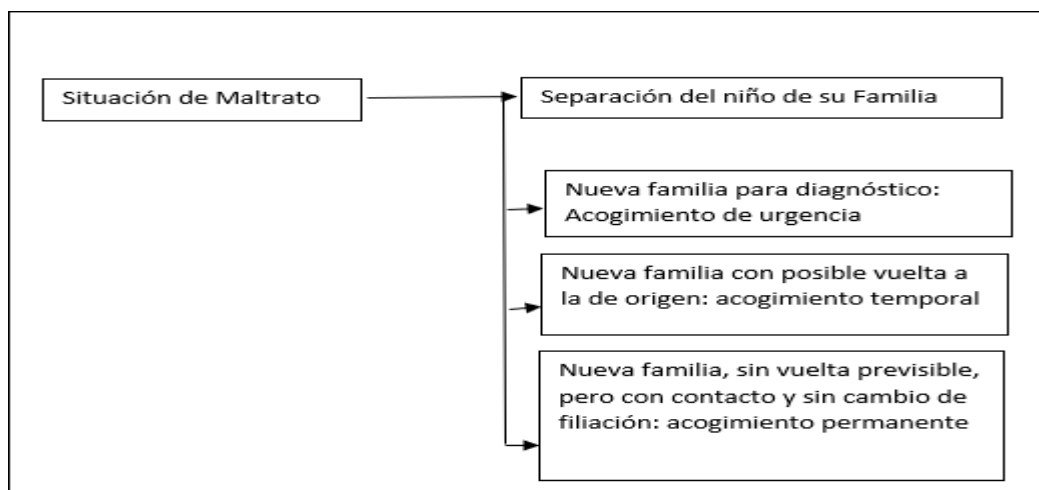 Situación de Maltrato
Separación del niño de su Familia
Nueva familia para diagnóstico:
Acogimiento de urgencia
Nueva familia con posible vuelta a
la de origen: acogimiento temporal
Nueva familia, sin vuelta previsible,
pero con contacto y sin cambio de
filiación: acogimiento permanente